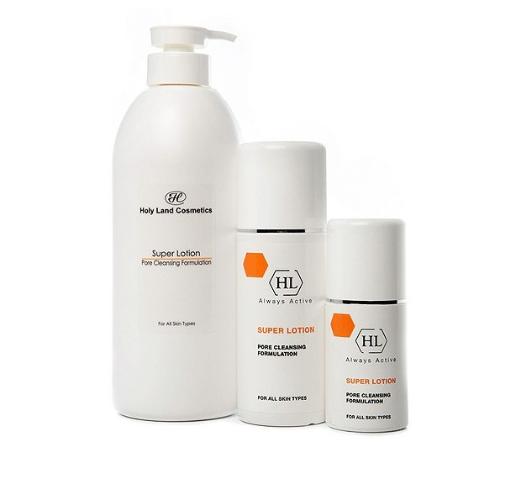 Holy Land Cosmetics
Super Lotion
Pore Cleansing Formulation
For All Skin Types
HL
Always Active
SUPER LOTION
PORE CLEANSING
FORMULATION
FOR ALL SKIN TYPES
HL
Always Active
SUPER LOTION
PORE CLEANSING
FORMULATION
FOR ALL SKIN TYPES